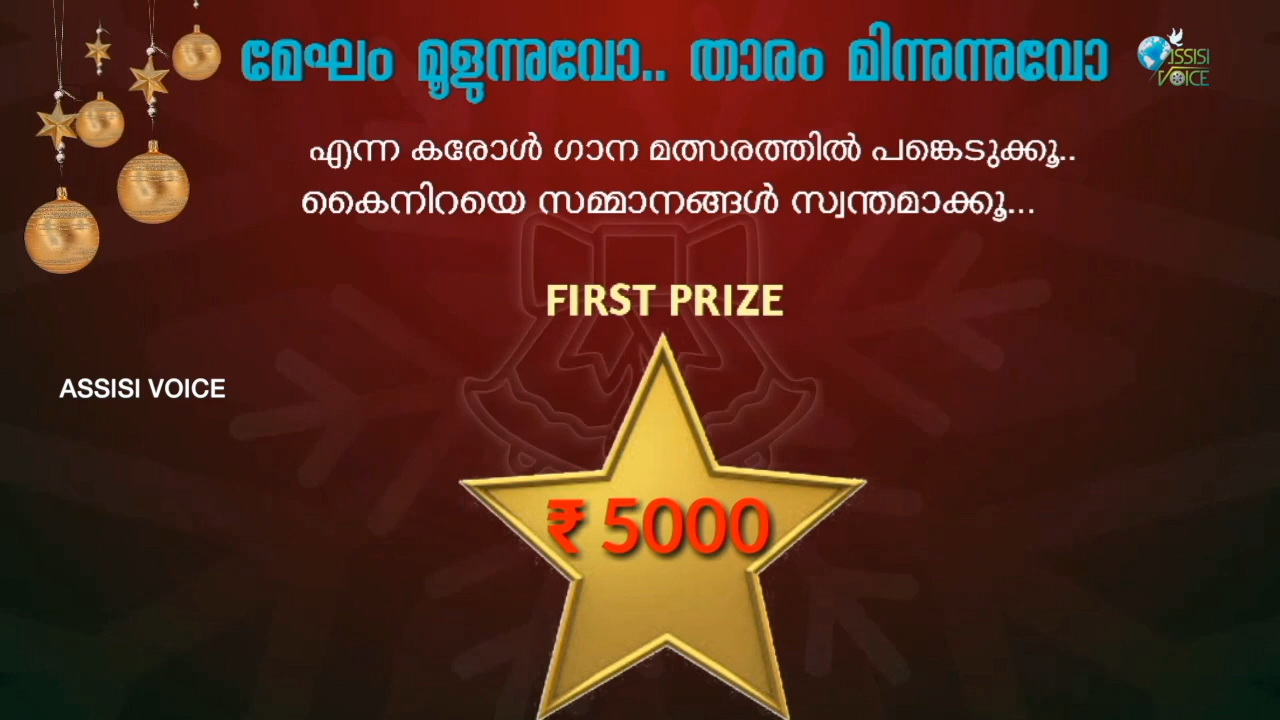 മേഘം മൂളുന്നുവോ.. താരം മിന്നുന്നുവോ
ASSISI
VOICE
എന്ന കരോൾ ഗാന മത്സരത്തിൽ പങ്കെടുക്കൂ..
കൈനിറയെ സമ്മാനങ്ങൾ സ്വന്തമാക്കൂ...
FIRST PRIZE
ASSISI VOICE
₹ 5000